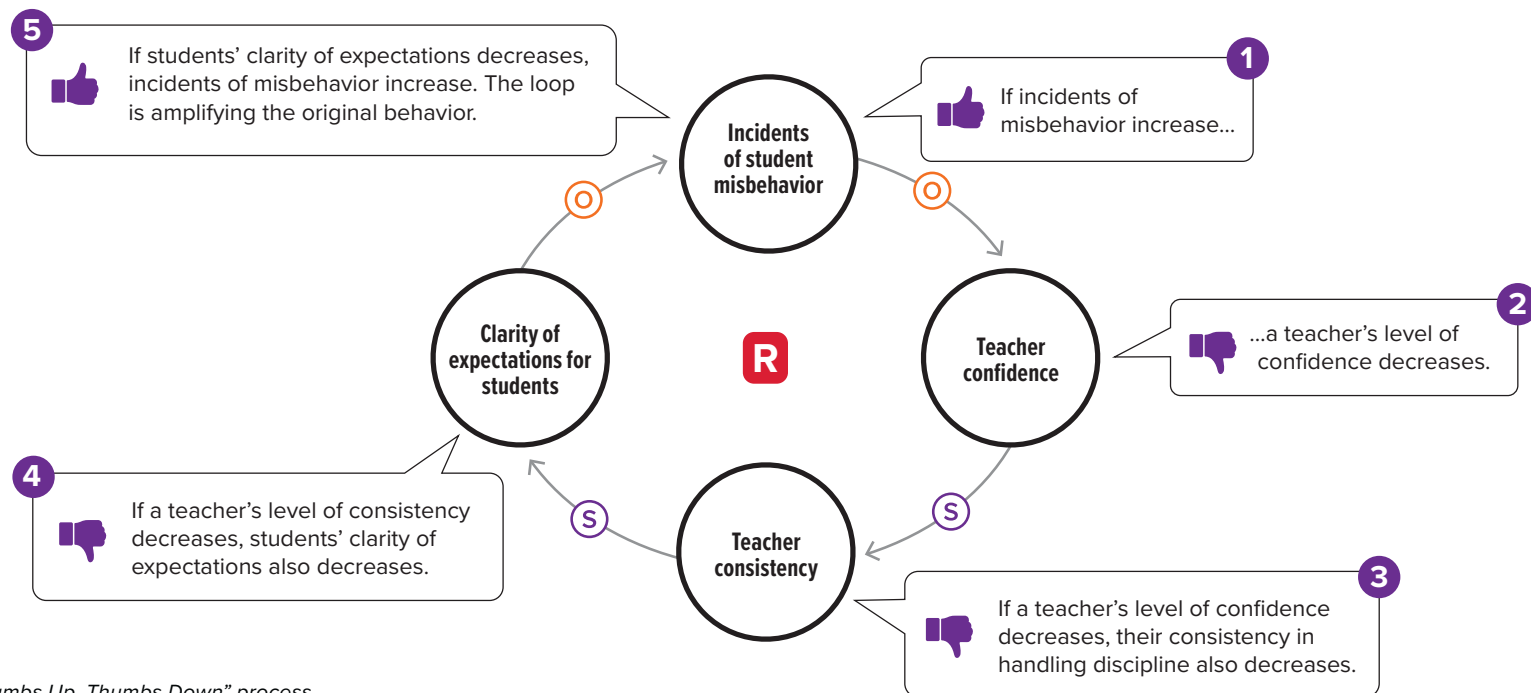 5
If students’ clarity of expectations decreases,
incidents of misbehavior increase. The loop
is amplifying the original behavior.
1
If incidents of
misbehavior increase...
Incidents
of student
misbehavior
O
O
2
...a teacher’s level of
confidence decreases.
Clarity of
expectations for
students
R
Teacher
confidence
4
If a teacher’s level of consistency
decreases, students’ clarity of
expectations also decreases.
S
S
Teacher
consistency
3
If a teacher’s level of confidence
decreases, their consistency in
handling discipline also decreases.
Up, Thumbs Down” process